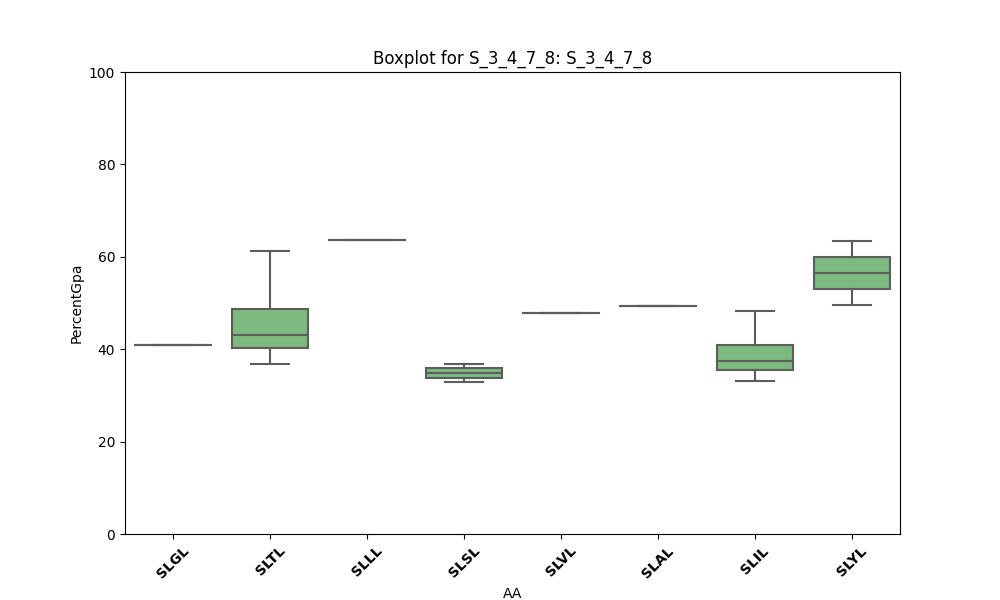 Boxplot for S_3_4_7_8: S_3_4_7_8
PercentGpa
100
80
60
40
20
0
SLGL SLTL SLLL SLSL SLVL SLAL SLIL SLYL
AA